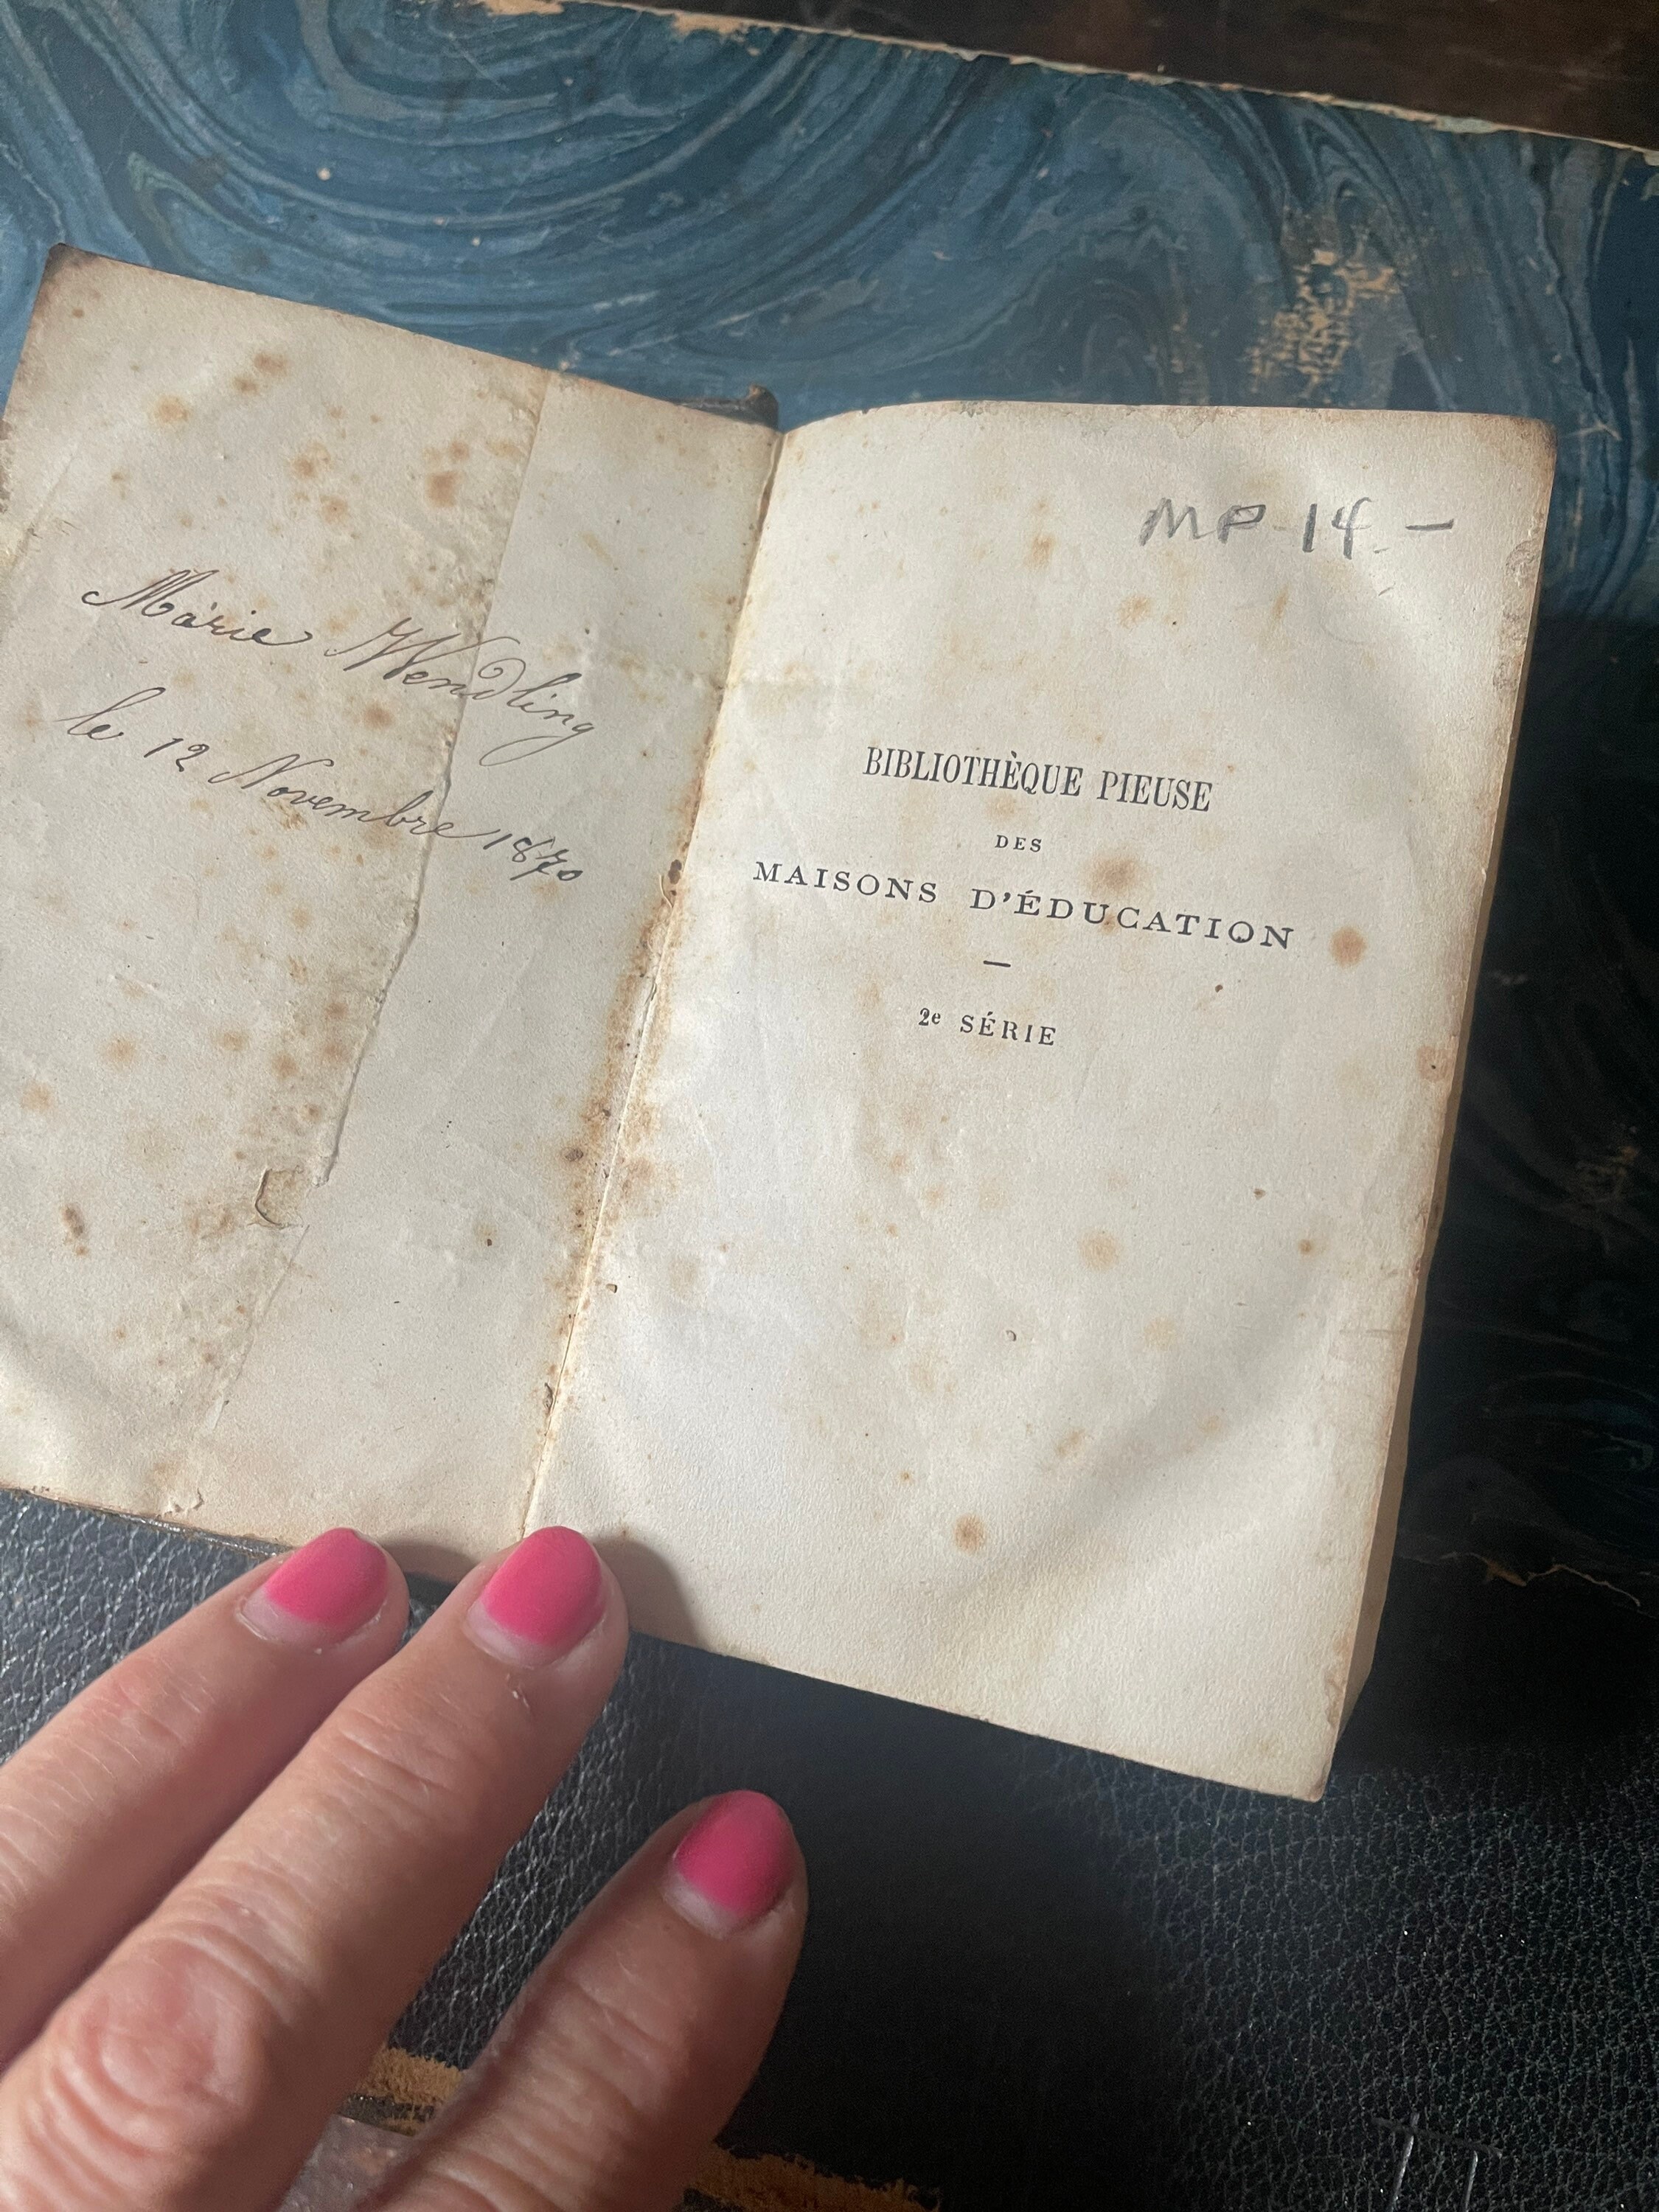 Marie Wendling
le 12 Novembre 1870
MP 14.-
BIBLIOTHÈQUE PIEUSE
DES
MAISONS D'ÉDUCATION
—
2e SÉRIE